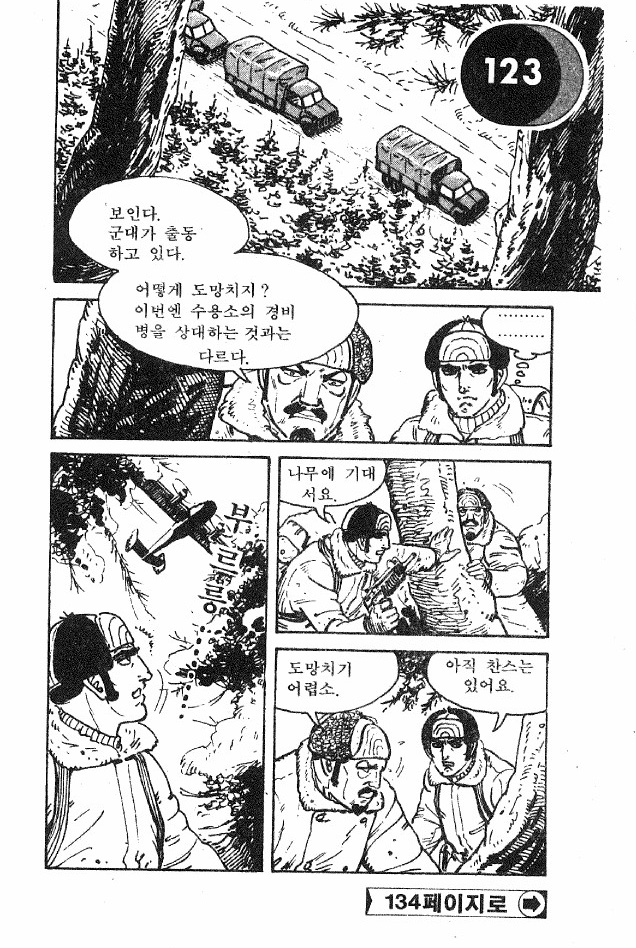 123
보인다.
군대가 출동
하고 있다.
어떻게 도망치지?
이번엔 수용소의 경비
병을 상대하는 것과는
다르다.
.........
.........
부르릉
나무에 기대
서요.
도망치기
어렵소.
아직 찬스는
있어요.
134페이지로